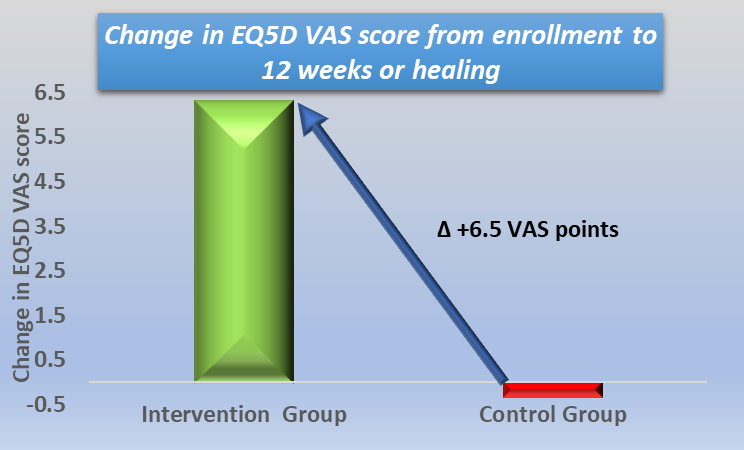 Change in EQ5D VAS score from enrollment to
12 weeks or healing
Change in EQ5D VAS score
6.5
5.5
4.5
3.5
2.5
1.5
0.5
-0.5
Δ +6.5 VAS points
Intervention Group
Control Group